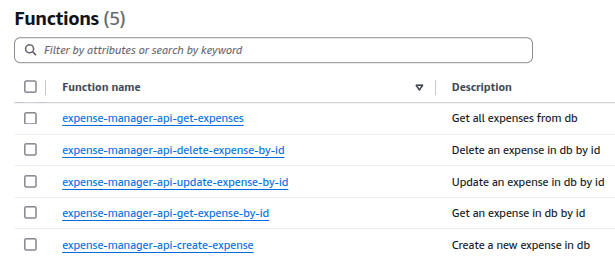 Functions (5)
Filter by attributes or search by keyword
Function name Description
expense-manager-api-get-expenses Get all expenses from db
expense-manager-api-delete-expense-by-id Delete an expense in db by id
expense-manager-api-update-expense-by-id Update an expense in db by id
expense-manager-api-get-expense-by-id Get an expense in db by id
expense-manager-api-create-expense Create a new expense in db